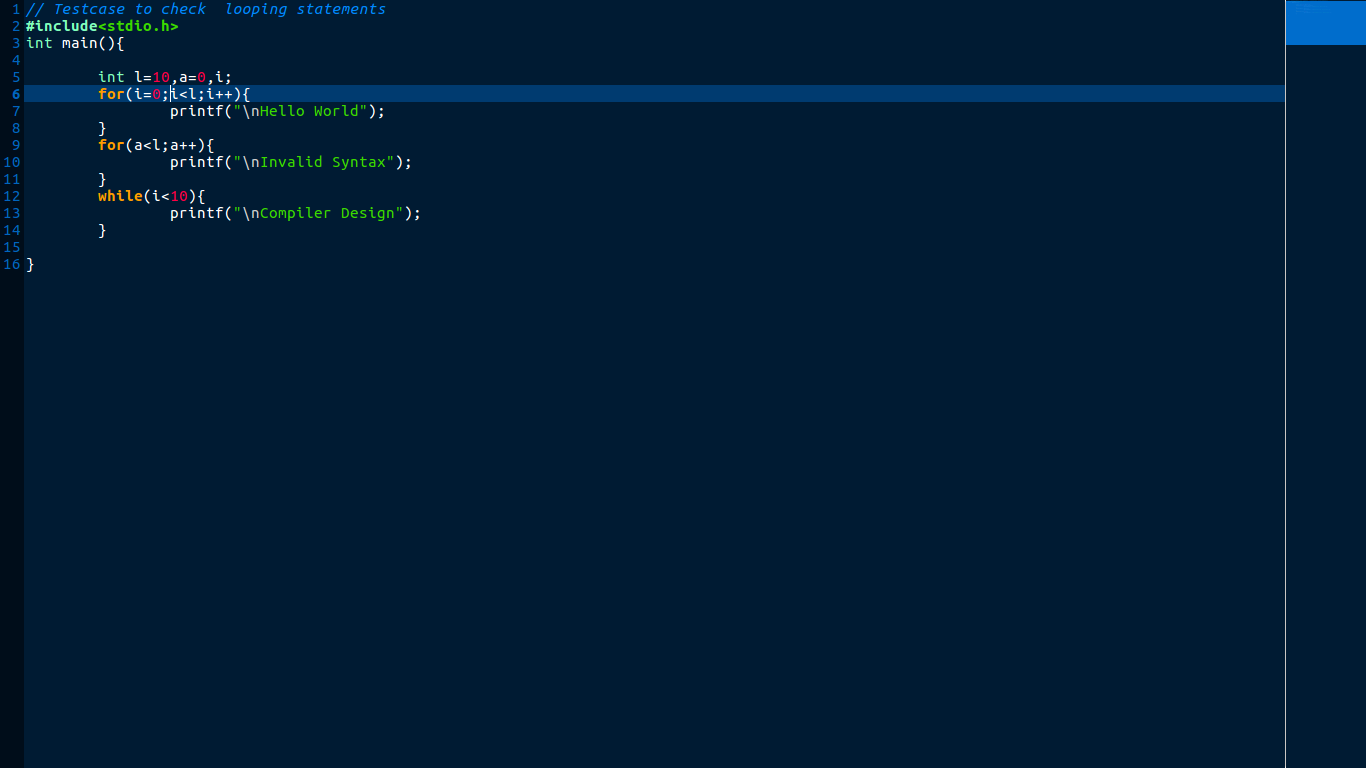 1 // Testcase to check  looping statements
2 #include<stdio.h>
3 int main(){
4
5         int l=10,a=0,i;
6         for(i=0;i<l;i++){
7                 printf("\nHello World");
8         }
9         for(a<l;a++){
10                 printf("\nInvalid Syntax");
11         }
12         while(i<10){
13                 printf("\nCompiler Design");
14         }
15
16 }